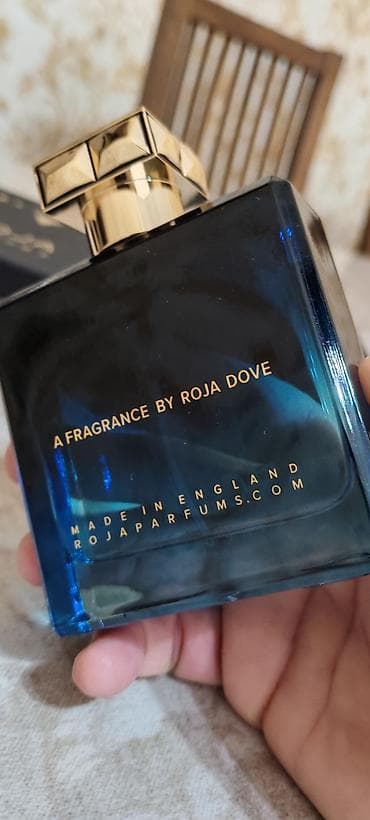 A FRAGRANCE BY ROJA DOVE
MADE IN ENGLAND
ROJAPARFUMS.COM